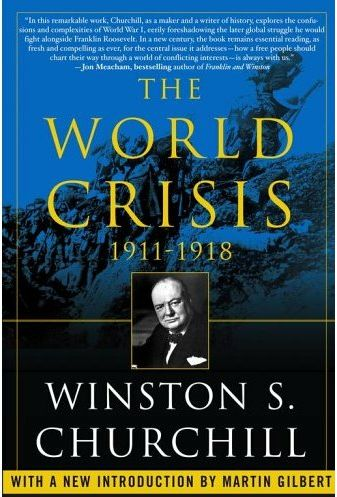 "In this remarkable work, Churchill, as a maker and a writer of history, explores the confu-
sions and complexities of World War I, eerily foreshadowing the later global struggle he would
fight alongside Franklin Roosevelt. In a new century, the book remains essential reading, as
fresh and compelling as ever, for the central issue it addresses—how a free people should
chart their way through a world of conflicting interests—is always with us."
—Jon Meacham, bestselling author of Franklin and Winston
THE
WORLD
CRISIS
1911-1918
WINSTON S.
CHURCHILL
WITH A NEW INTRODUCTION BY MARTIN GILBERT